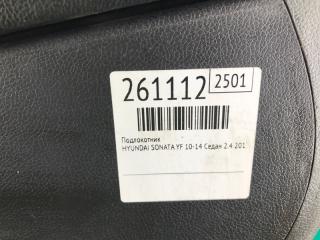 261112 2501
Подлокотник
HYUNDAI SONATA YF 10-14 Седан 2.4 201